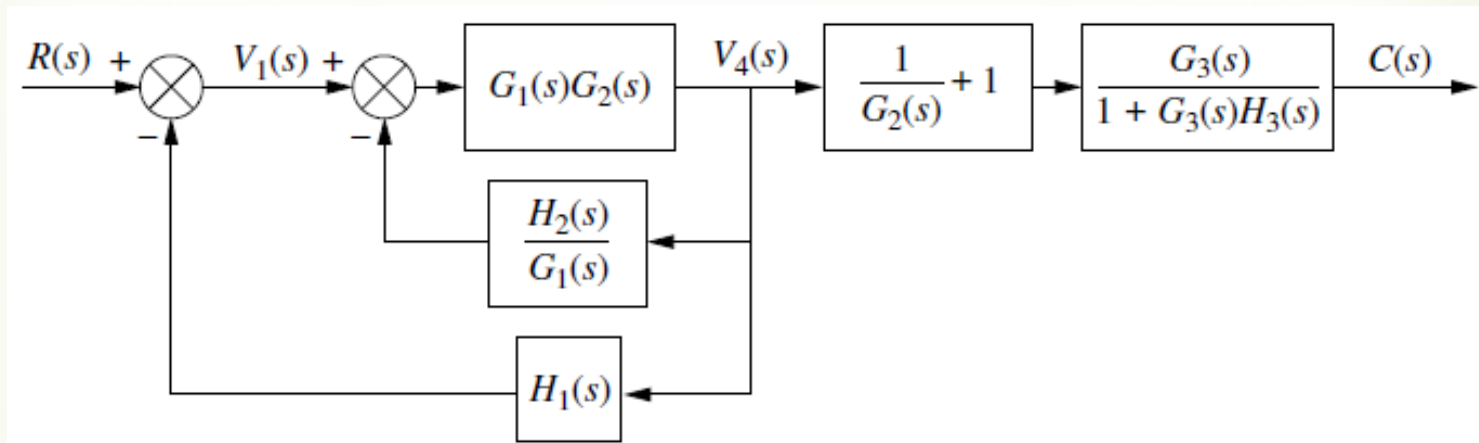 R(s) + V₁(s) + G₁(s)G₂(s) V₄(s) 1/G₂(s) + 1 G₃(s)/(1 + G₃(s)H₃(s)) C(s)
− −
H₂(s)/G₁(s)
H₁(s)